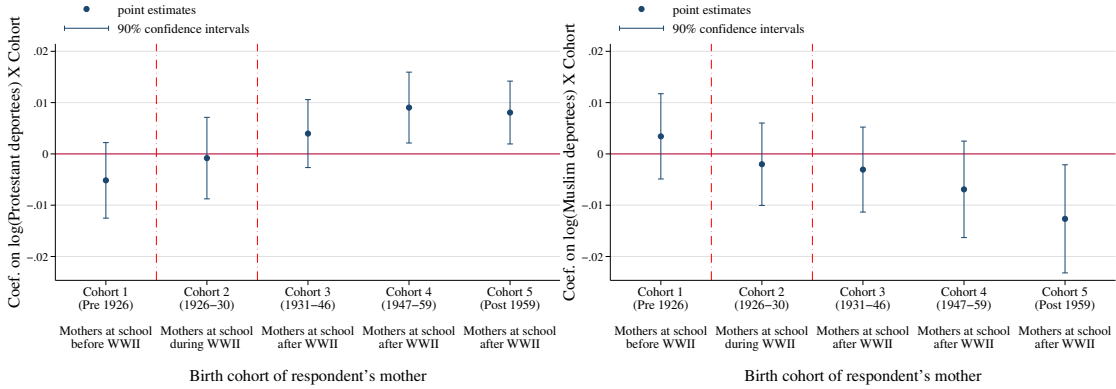 point estimates
90% confidence intervals
Coef. on log(Protestant deportees) X Cohort
.02
.01
0
−.01
−.02
Cohort 1 Cohort 2 Cohort 3 Cohort 4 Cohort 5
(Pre 1926) (1926−30) (1931−46) (1947−59) (Post 1959)
Mothers at school Mothers at school Mothers at school Mothers at school Mothers at school
before WWII during WWII after WWII after WWII after WWII
Birth cohort of respondent's mother
point estimates
90% confidence intervals
Coef. on log(Muslim deportees) X Cohort
.02
.01
0
−.01
−.02
Cohort 1 Cohort 2 Cohort 3 Cohort 4 Cohort 5
(Pre 1926) (1926−30) (1931−46) (1947−59) (Post 1959)
Mothers at school Mothers at school Mothers at school Mothers at school Mothers at school
before WWII during WWII after WWII after WWII after WWII
Birth cohort of respondent's mother